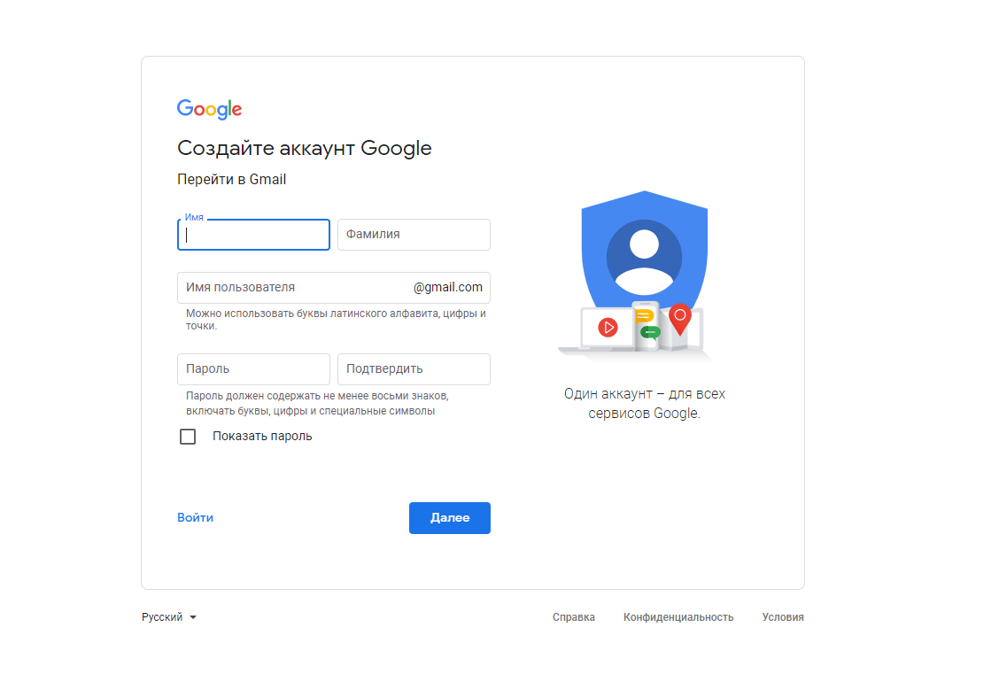 Google
Создайте аккаунт Google
Перейти в Gmail
Имя
Фамилия
Имя пользователя @gmail.com
Можно использовать буквы латинского алфавита, цифры и
точки.
Пароль Подтвердить
Пароль должен содержать не менее восьми знаков,
включать буквы, цифры и специальные символы
Показать пароль
Войти Далее
Один аккаунт – для всех
сервисов Google.
Русский Справка Конфиденциальность Условия